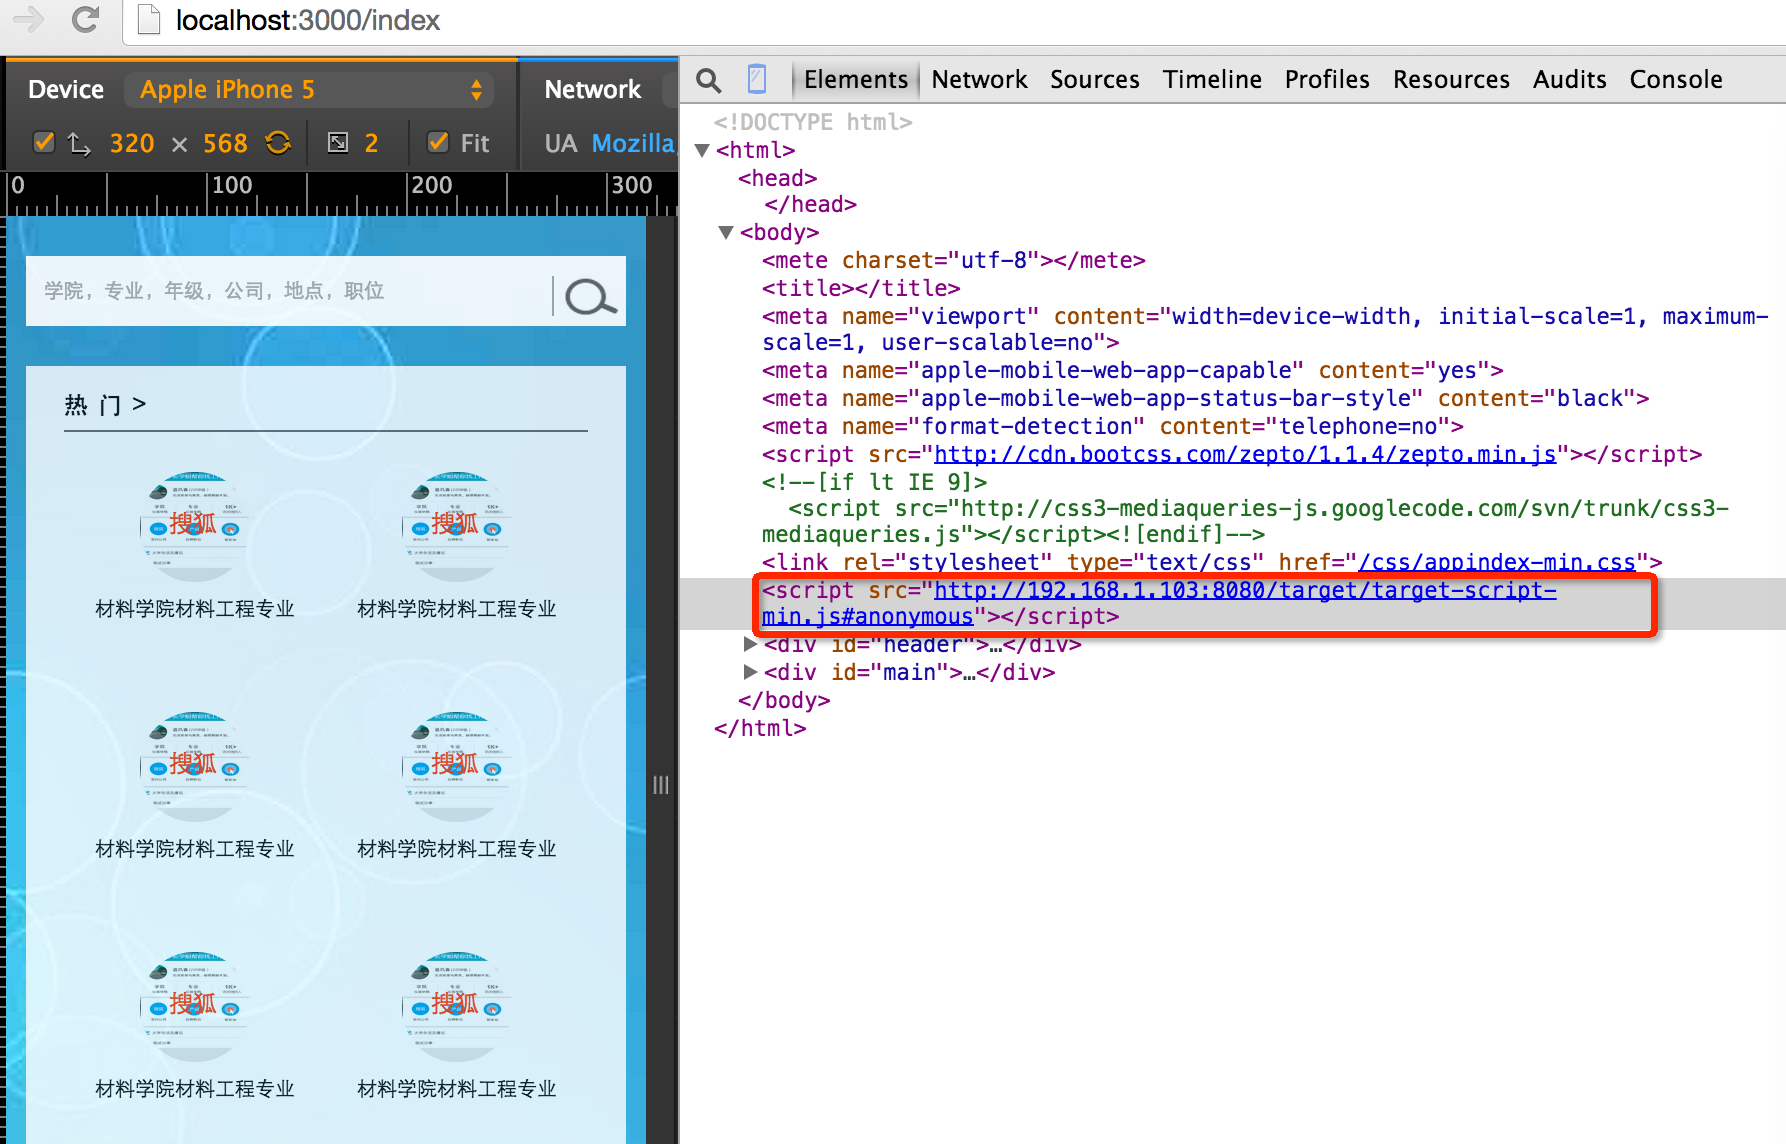 localhost:3000/index
Device Apple iPhone 5 Network
320 × 568 2 Fit UA Mozilla
0 100 200 300
学院，专业，年级，公司，地点，职位
热 门 >
搜狐 搜狐
材料学院材料工程专业 材料学院材料工程专业
搜狐 搜狐
材料学院材料工程专业 材料学院材料工程专业
搜狐 搜狐
材料学院材料工程专业 材料学院材料工程专业
Elements Network Sources Timeline Profiles Resources Audits Console
<!DOCTYPE html>
▼<html>
<head>
</head>
▼<body>
<mete charset="utf-8"></mete>
<title></title>
<meta name="viewport" content="width=device-width, initial-scale=1, maximum-
scale=1, user-scalable=no">
<meta name="apple-mobile-web-app-capable" content="yes">
<meta name="apple-mobile-web-app-status-bar-style" content="black">
<meta name="format-detection" content="telephone=no">
<script src="http://cdn.bootcss.com/zepto/1.1.4/zepto.min.js"></script>
<!--[if lt IE 9]>
<script src="http://css3-mediaqueries-js.googlecode.com/svn/trunk/css3-
mediaqueries.js"></script><![endif]-->
<link rel="stylesheet" type="text/css" href="/css/appindex-min.css">
<script src="http://192.168.1.103:8080/target/target-script-
min.js#anonymous"></script>
▶<div id="header">…</div>
▶<div id="main">…</div>
</body>
</html>